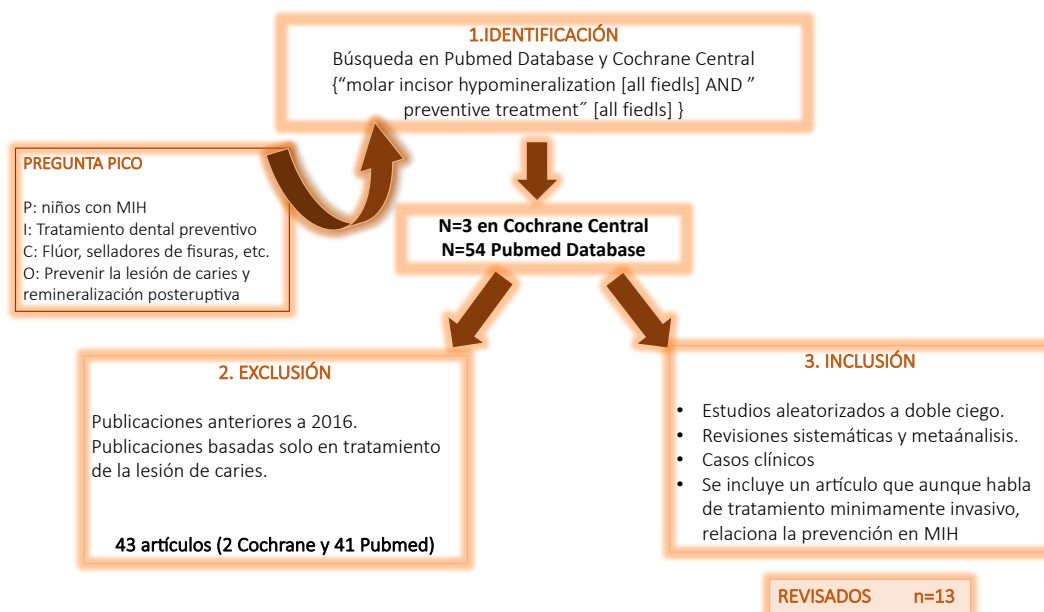 1.IDENTIFICACIÓN
Búsqueda en Pubmed Database y Cochrane Central
{“molar incisor hypomineralization [all fiedls] AND ”
preventive treatment˝ [all fiedls] }
PREGUNTA PICO
P: niños con MIH
I: Tratamiento dental preventivo
C: Flúor, selladores de fisuras, etc.
O: Prevenir la lesión de caries y
remineralización posteruptiva
N=3 en Cochrane Central
N=54 Pubmed Database
2. EXCLUSIÓN
Publicaciones anteriores a 2016.
Publicaciones basadas solo en tratamiento
de la lesión de caries.
43 artículos (2 Cochrane y 41 Pubmed)
3. INCLUSIÓN
• Estudios aleatorizados a doble ciego.
• Revisiones sistemáticas y metaánalisis.
• Casos clínicos
• Se incluye un artículo que aunque habla
de tratamiento minimamente invasivo,
relaciona la prevención en MIH
REVISADOS n=13